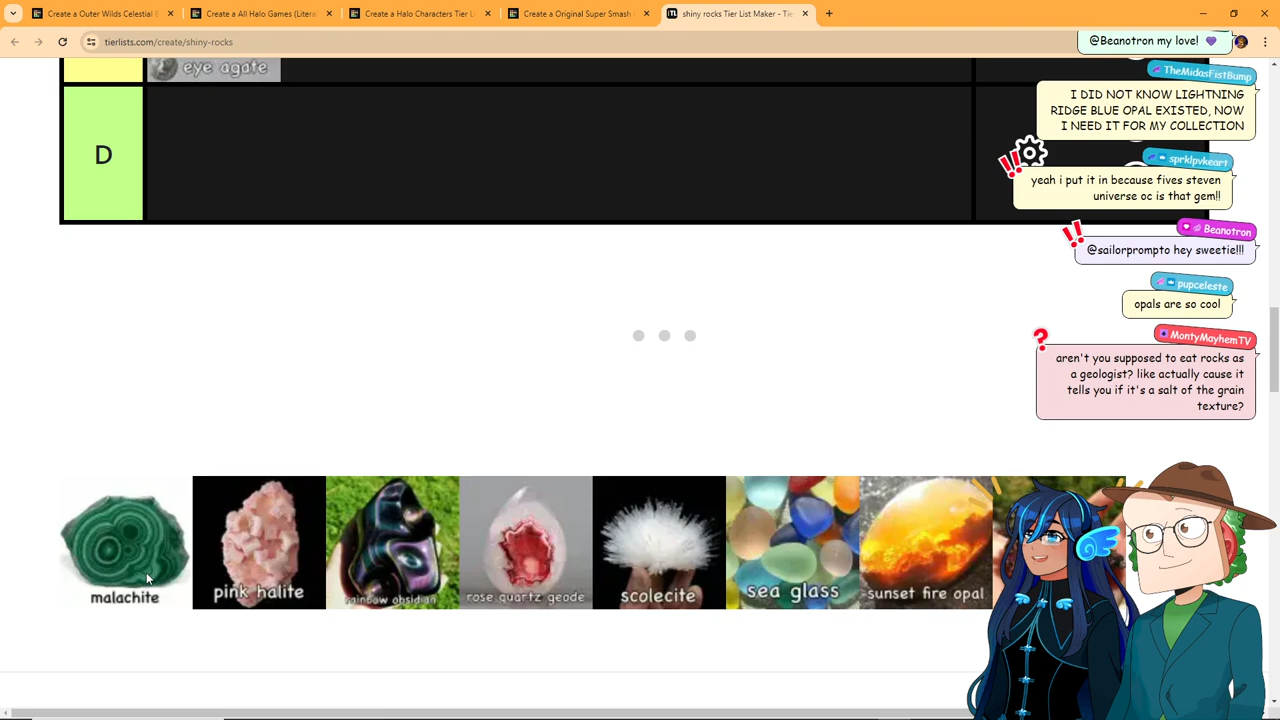 Create a Outer Wilds Celestial B
Create a All Halo Games (Litera
Create a Halo Characters Tier L
Create a Original Super Smash
shiny rocks Tier List Maker - Tie
tierlists.com/create/shiny-rocks
@Beanotron my love!
eye agate
TheMidasFistBump
I DID NOT KNOW LIGHTNING
RIDGE BLUE OPAL EXISTED, NOW
I NEED IT FOR MY COLLECTION
D
sprklpvkeart
yeah i put it in because fives steven
universe oc is that gem!!
Beanotron
@sailorprompto hey sweetie!!!
pupceleste
opals are so cool
MontyMayhemTV
aren't you supposed to eat rocks as
a geologist? like actually cause it
tells you if it's a salt of the grain
texture?
malachite
pink halite
rainbow obsidian
rose quartz geode
scolecite
sea glass
sunset fire opal